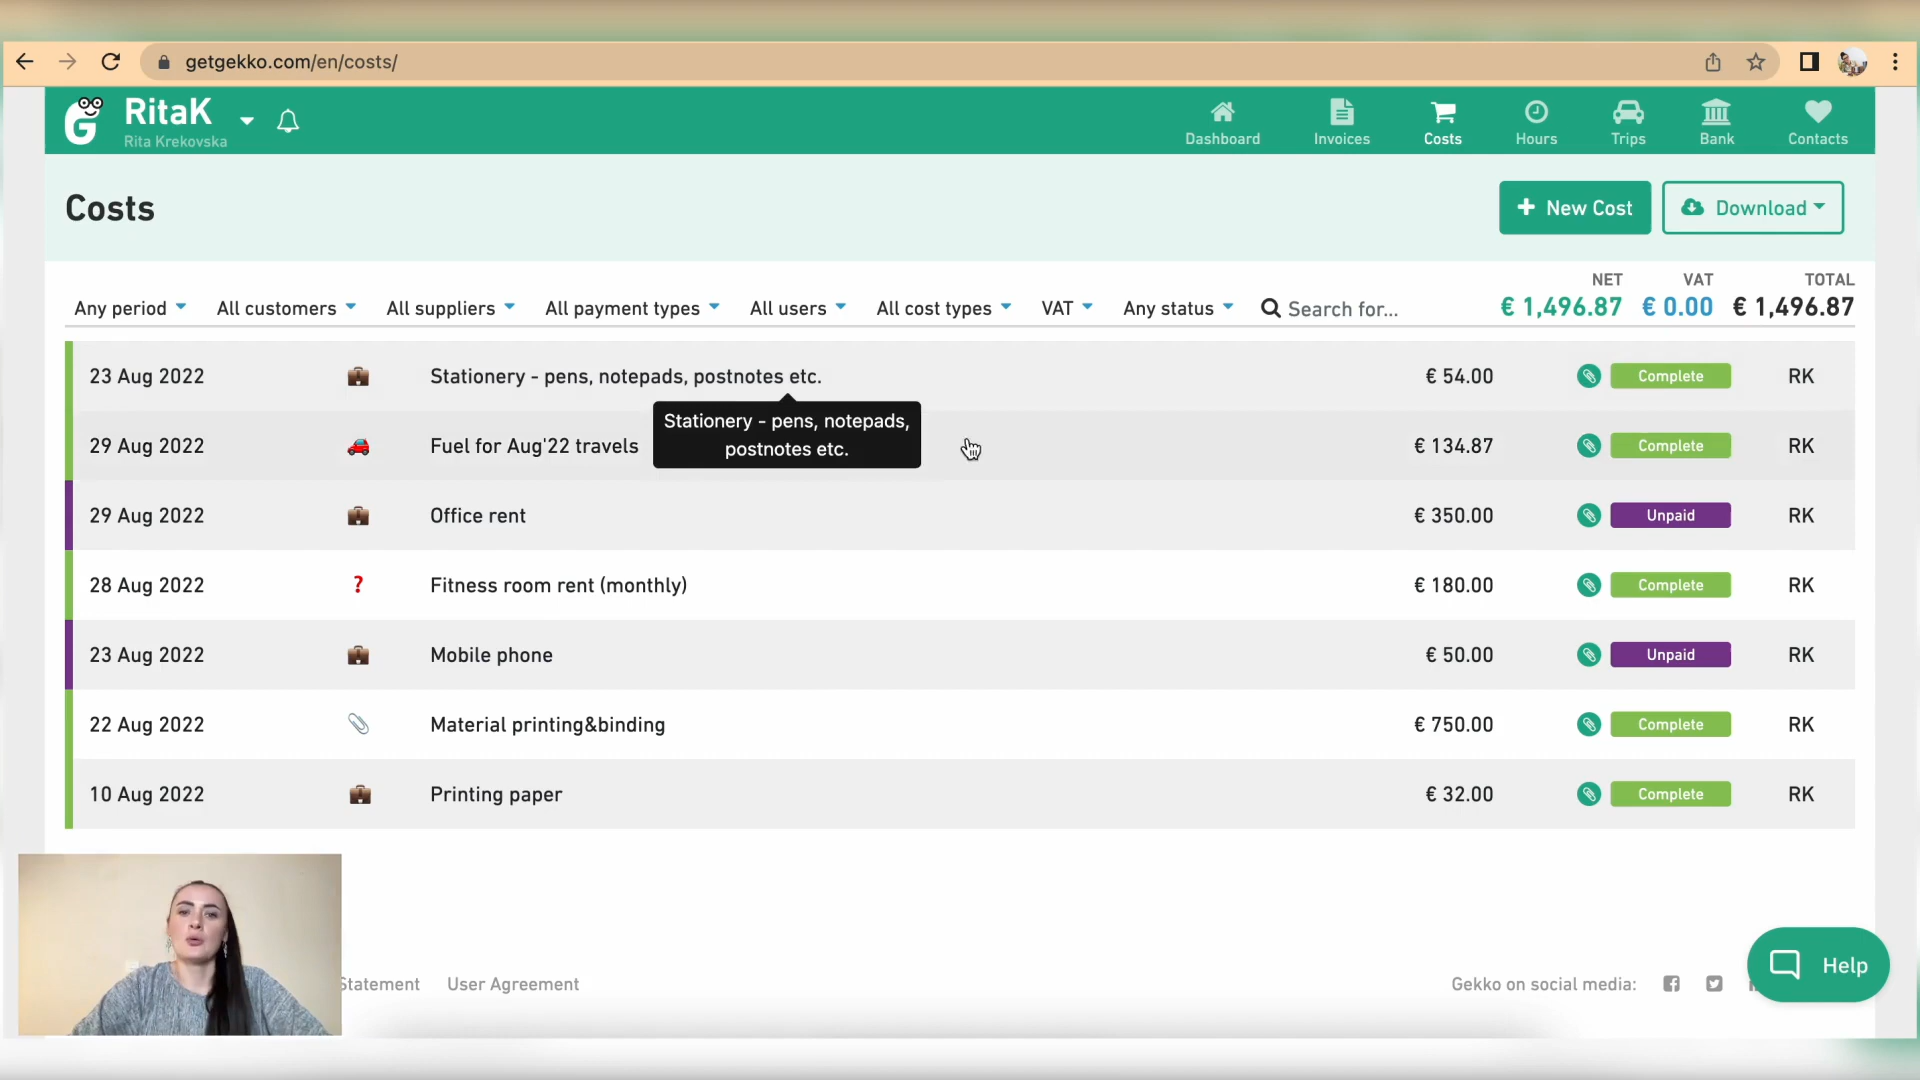 getgekko.com/en/costs/
G RitaK
Rita Krekovska
Dashboard Invoices Costs Hours Trips Bank Contacts
Costs
+ New Cost Download
NET VAT TOTAL
Any period All customers All suppliers All payment types All users All cost types VAT Any status Search for... € 1,496.87 € 0.00 € 1,496.87
23 Aug 2022 Stationery - pens, notepads, postnotes etc. € 54.00 Complete RK
Stationery - pens, notepads,
postnotes etc.
29 Aug 2022 Fuel for Aug'22 travels € 134.87 Complete RK
29 Aug 2022 Office rent € 350.00 Unpaid RK
28 Aug 2022 ? Fitness room rent (monthly) € 180.00 Complete RK
23 Aug 2022 Mobile phone € 50.00 Unpaid RK
22 Aug 2022 Material printing&binding € 750.00 Complete RK
10 Aug 2022 Printing paper € 32.00 Complete RK
Statement User Agreement Gekko on social media:
Help